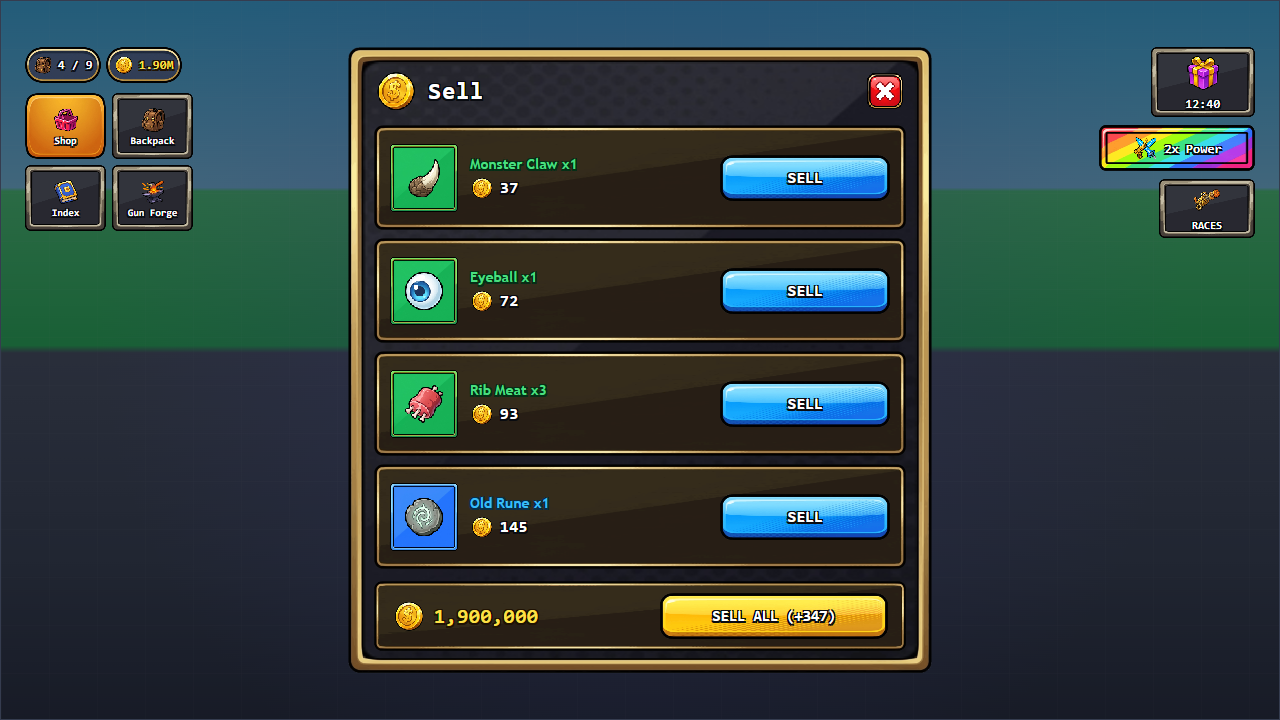 4 / 9
1.90M
Shop
Backpack
Index
Gun Forge
Sell
Monster Claw x1
37
SELL
Eyeball x1
72
SELL
Rib Meat x3
93
SELL
Old Rune x1
145
SELL
1,900,000
SELL ALL (+347)
12:40
2x Power
RACES